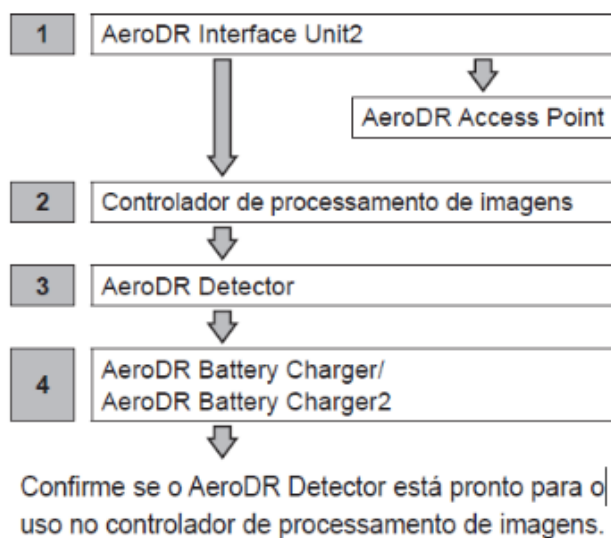 1 AeroDR Interface Unit2
AeroDR Access Point
2 Controlador de processamento de imagens
3 AeroDR Detector
4 AeroDR Battery Charger/
AeroDR Battery Charger2
Confirme se o AeroDR Detector está pronto para o
uso no controlador de processamento de imagens.